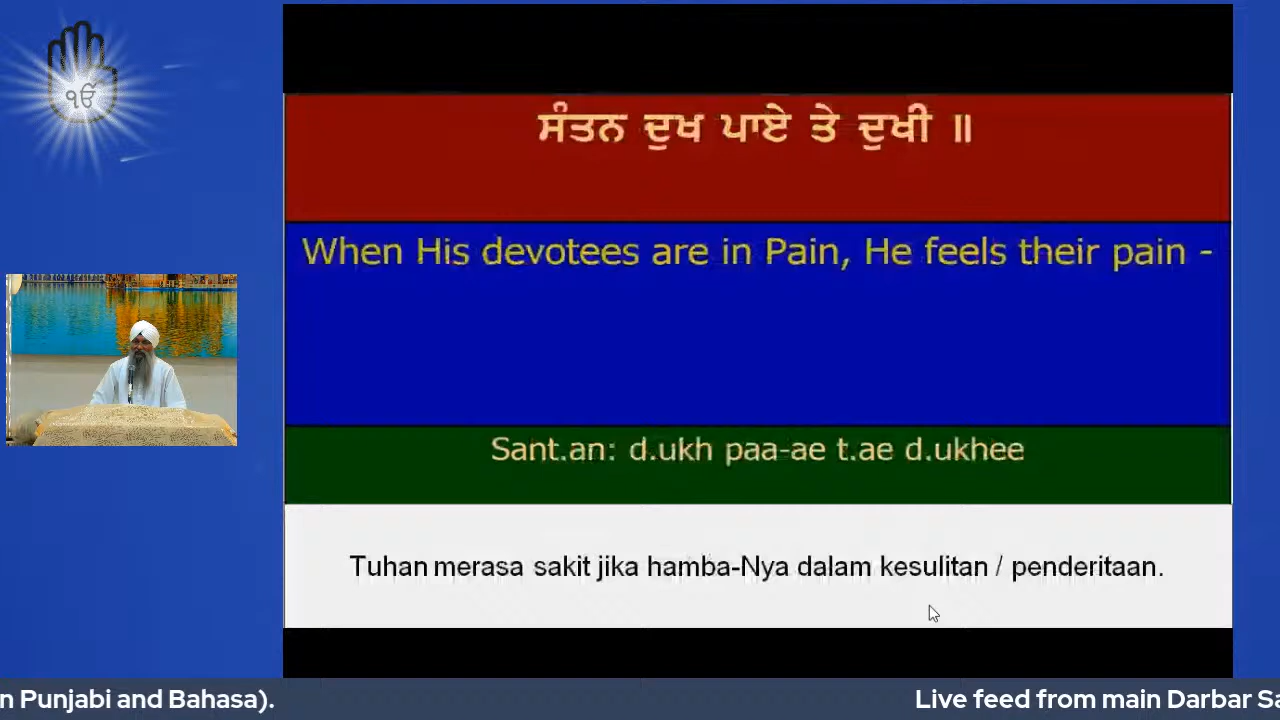 ੴ
ਸੰਤਨ ਦੁਖ ਪਾਏ ਤੇ ਦੁਖੀ ॥
When His devotees are in Pain, He feels their pain -
Sant.an: d.ukh paa-ae t.ae d.ukhee
Tuhan merasa sakit jika hamba-Nya dalam kesulitan / penderitaan.
n Punjabi and Bahasa). Live feed from main Darbar Sa